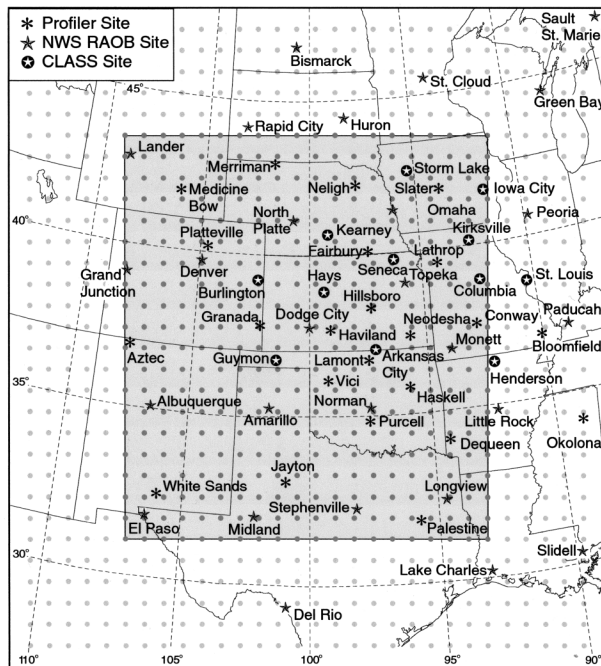 Profiler Site
NWS RAOB Site
CLASS Site
Sault
St. Marie
Bismarck
St. Cloud
Green Bay
45°
Rapid City
Huron
Lander
Merriman
Storm Lake
Medicine
Bow
Neligh
Slater
Iowa City
40°
North
Platte
Omaha
Peoria
Platteville
Kearney
Kirksville
Fairbury
Lathrop
Grand
Junction
Denver
Hays
Seneca
Topeka
St. Louis
Burlington
Hillsboro
Columbia
Granada
Dodge City
Neodesha
Conway
Paducah
Haviland
Monett
Bloomfield
Aztec
Guymon
Lamont
Arkansas
City
Henderson
35°
Vici
Haskell
Albuquerque
Amarillo
Norman
Purcell
Little Rock
Dequeen
Okolona
Jayton
White Sands
Longview
Stephenville
El Paso
Midland
Palestine
30°
Slidell
Lake Charles
Del Rio
110°
105°
100°
95°
90°